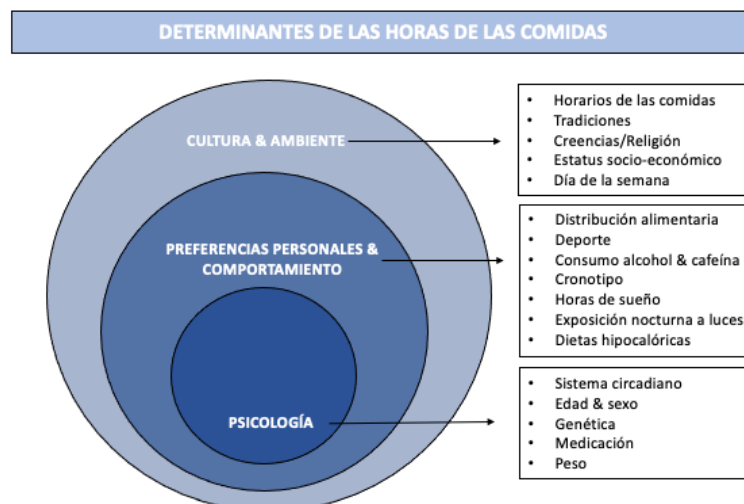 DETERMINANTES DE LAS HORAS DE LAS COMIDAS
CULTURA & AMBIENTE
• Horarios de las comidas
• Tradiciones
• Creencias/Religión
• Estatus socio-económico
• Día de la semana
PREFERENCIAS PERSONALES &
COMPORTAMIENTO
• Distribución alimentaria
• Deporte
• Consumo alcohol & cafeína
• Cronotipo
• Horas de sueño
• Exposición nocturna a luces
• Dietas hipocalóricas
PSICOLOGÍA
• Sistema circadiano
• Edad & sexo
• Genética
• Medicación
• Peso